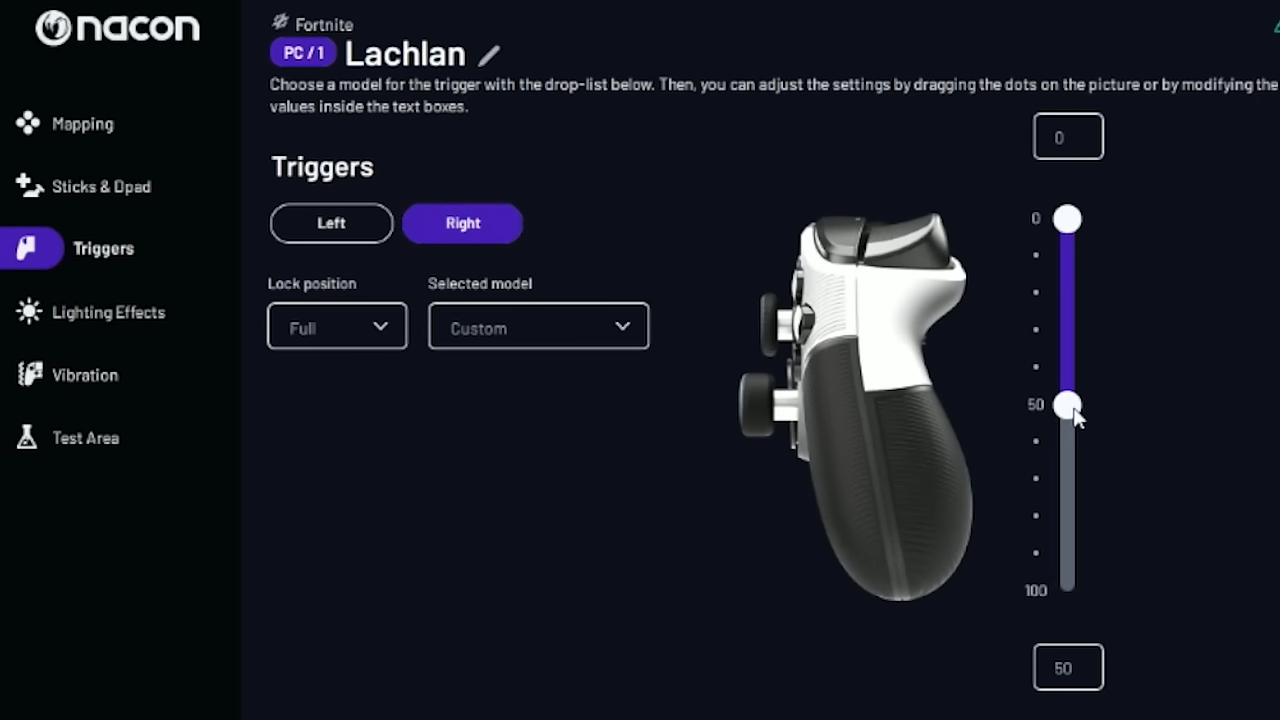 nacon
Mapping
Sticks & Dpad
Triggers
Lighting Effects
Vibration
Test Area
Fortnite
PC / 1 Lachlan
Choose a model for the trigger with the drop-list below. Then, you can adjust the settings by dragging the dots on the picture or by modifying the
values inside the text boxes.
Triggers
Left Right
Lock position Selected model
Full Custom
0
0
50
100
50